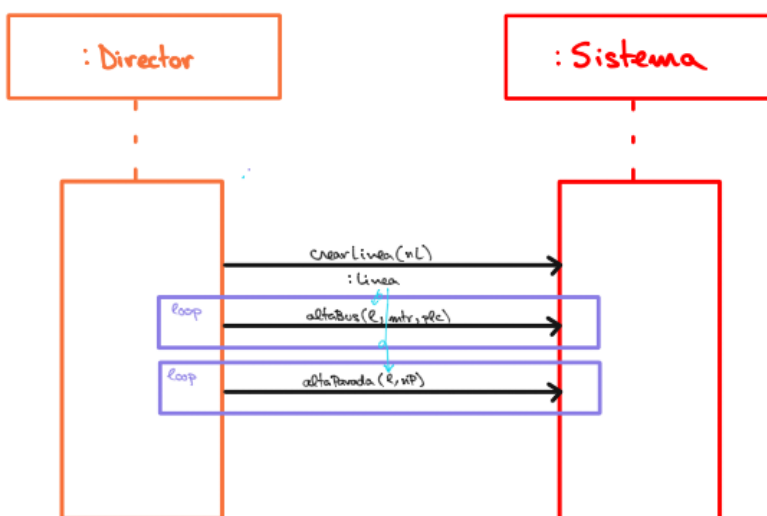 : Director
: Sistema
crearLinea(nL)
: Linea
loop
altaBus(l, mtr, plc)
loop
altaParada(l, nP)